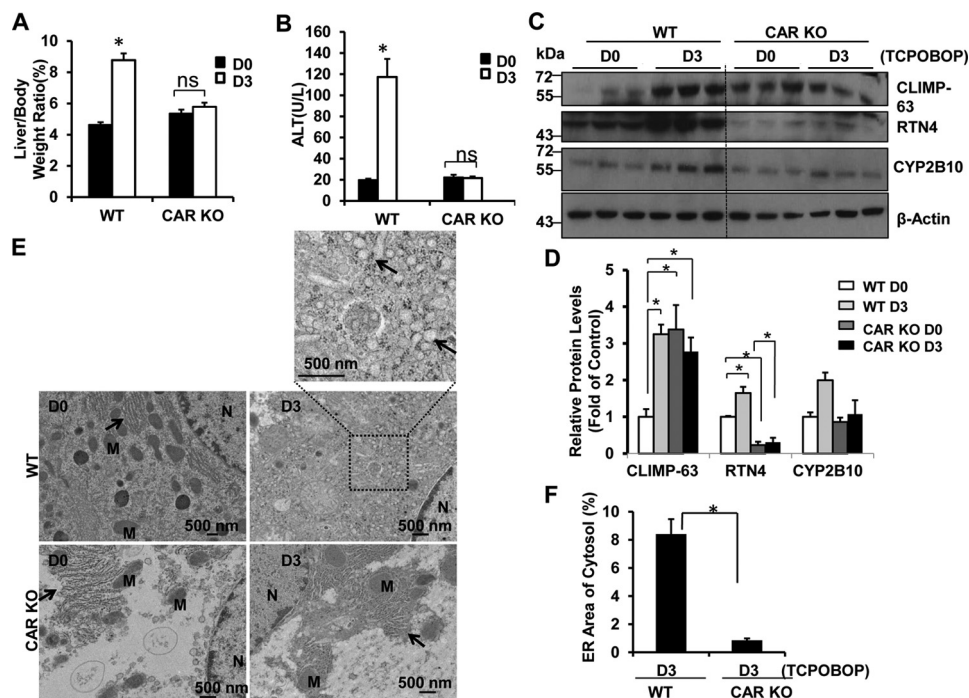 A
Liver/Body
Weight Ratio(%)
10
8
6
4
2
0
*
ns
D0
D3
WT
CAR KO
B
ALT(U/L)
160
140
120
100
80
60
40
20
0
*
ns
D0
D3
WT
CAR KO
C
WT
CAR KO
kDa
D0
D3
D0
D3
(TCPOBOP)
72
55
CLIMP-
63
43
RTN4
72
55
CYP2B10
43
β-Actin
D
Relative Protein Levels
(Fold of Control)
5
4
3
2
1
0
*
*
*
*
*
*
WT D0
WT D3
CAR KO D0
CAR KO D3
CLIMP-63
RTN4
CYP2B10
E
500 nm
WT
D0
N
M
M
500 nm
D3
N
500 nm
CAR KO
D0
M
M
N
500 nm
D3
N
M
M
500 nm
F
ER Area of Cytosol (%)
10
8
6
4
2
0
*
D3
D3
(TCPOBOP)
WT
CAR KO